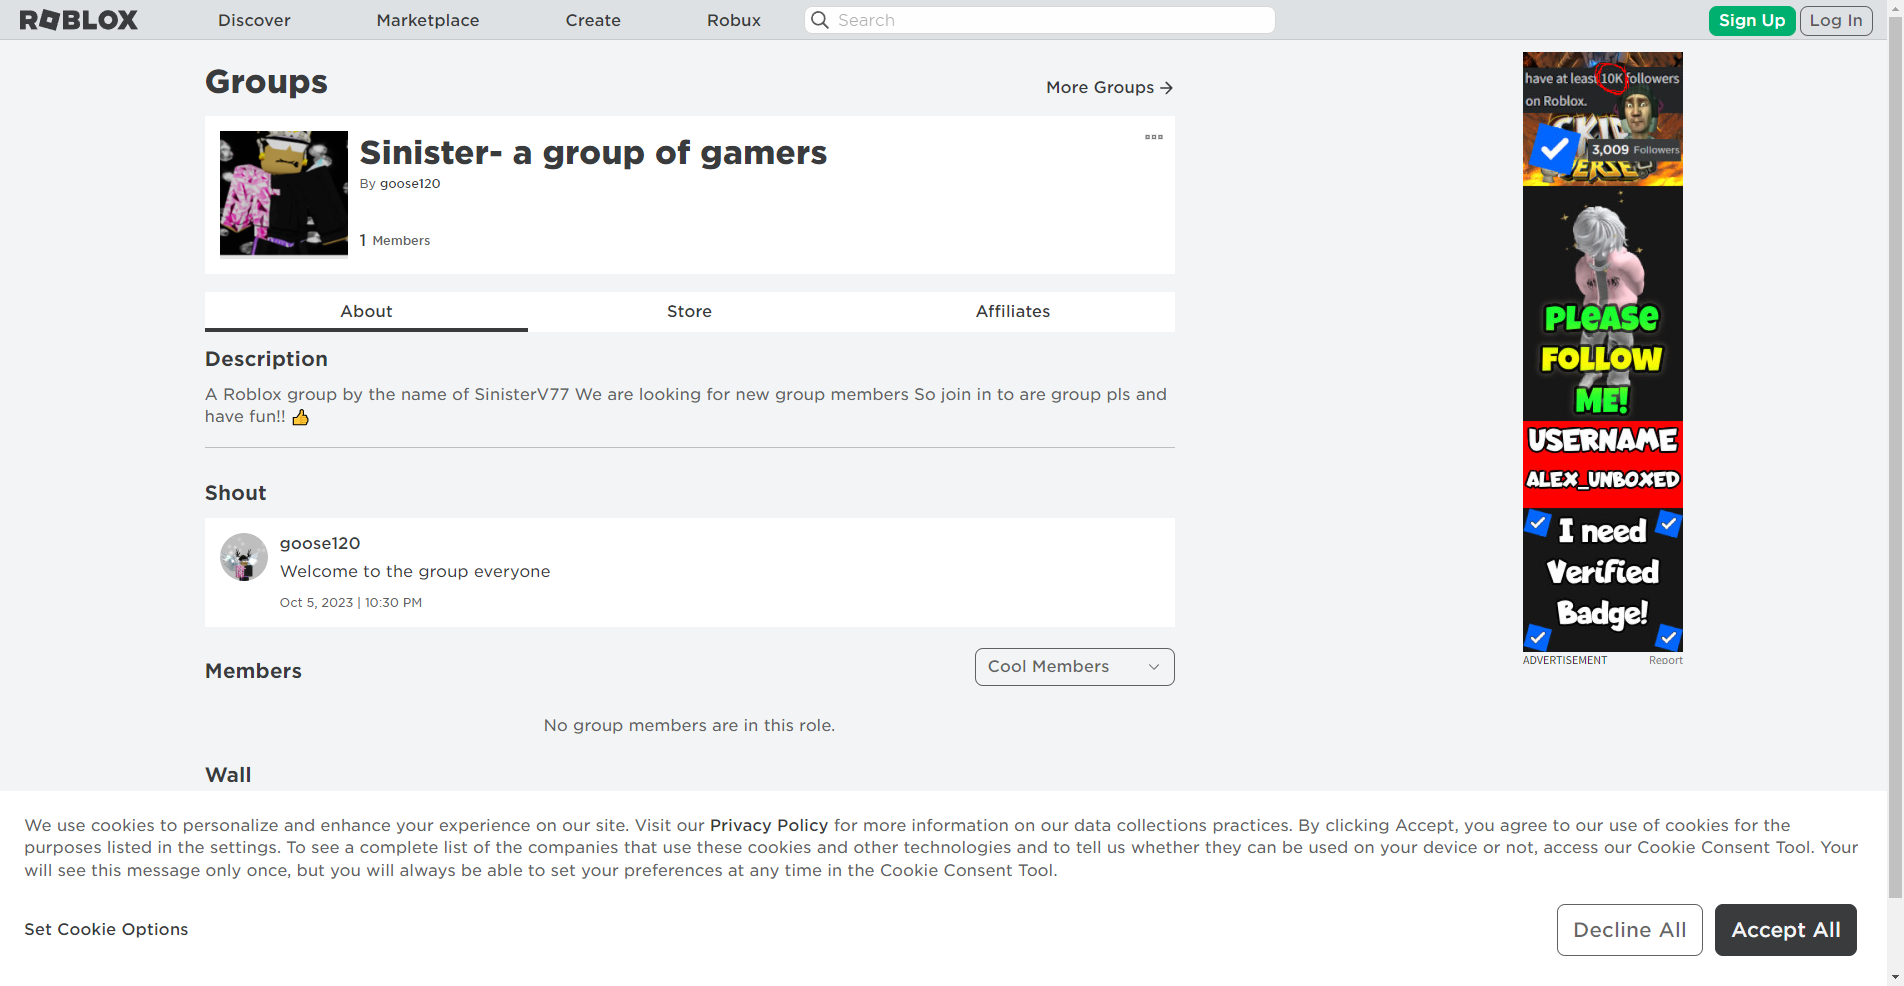 ROBLOX Discover Marketplace Create Robux Search Sign Up Log In
Groups
More Groups →
Sinister- a group of gamers
By goose120
1 Members
About Store Affiliates
Description
A Roblox group by the name of SinisterV77 We are looking for new group members So join in to are group pls and
have fun!! 👍
Shout
goose120
Welcome to the group everyone
Oct 5, 2023 | 10:30 PM
Members
Cool Members
No group members are in this role.
Wall
have at least 10K followers
on Roblox.
3,009 Followers
PLEASE
FOLLOW
ME!
USERNAME
ALEX_UNBOXED
I need
Verified
Badge!
ADVERTISEMENT Report
We use cookies to personalize and enhance your experience on our site. Visit our Privacy Policy for more information on our data collections practices. By clicking Accept, you agree to our use of cookies for the
purposes listed in the settings. To see a complete list of the companies that use these cookies and other technologies and to tell us whether they can be used on your device or not, access our Cookie Consent Tool. Your
will see this message only once, but you will always be able to set your preferences at any time in the Cookie Consent Tool.
Set Cookie Options
Decline All
Accept All